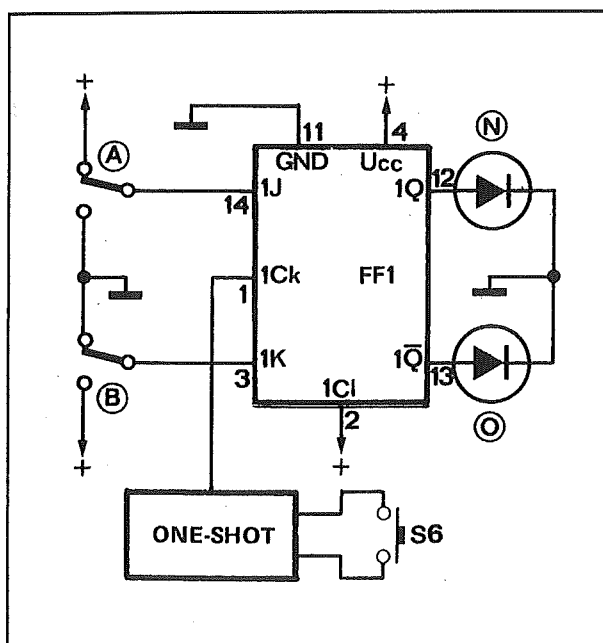 + +
A 11 4 N
GND Ucc
1J 1Q 12
14
1Ck FF1
1
1K 1Q̅
3 13
B 1Cl O
2
+ +
ONE-SHOT S6